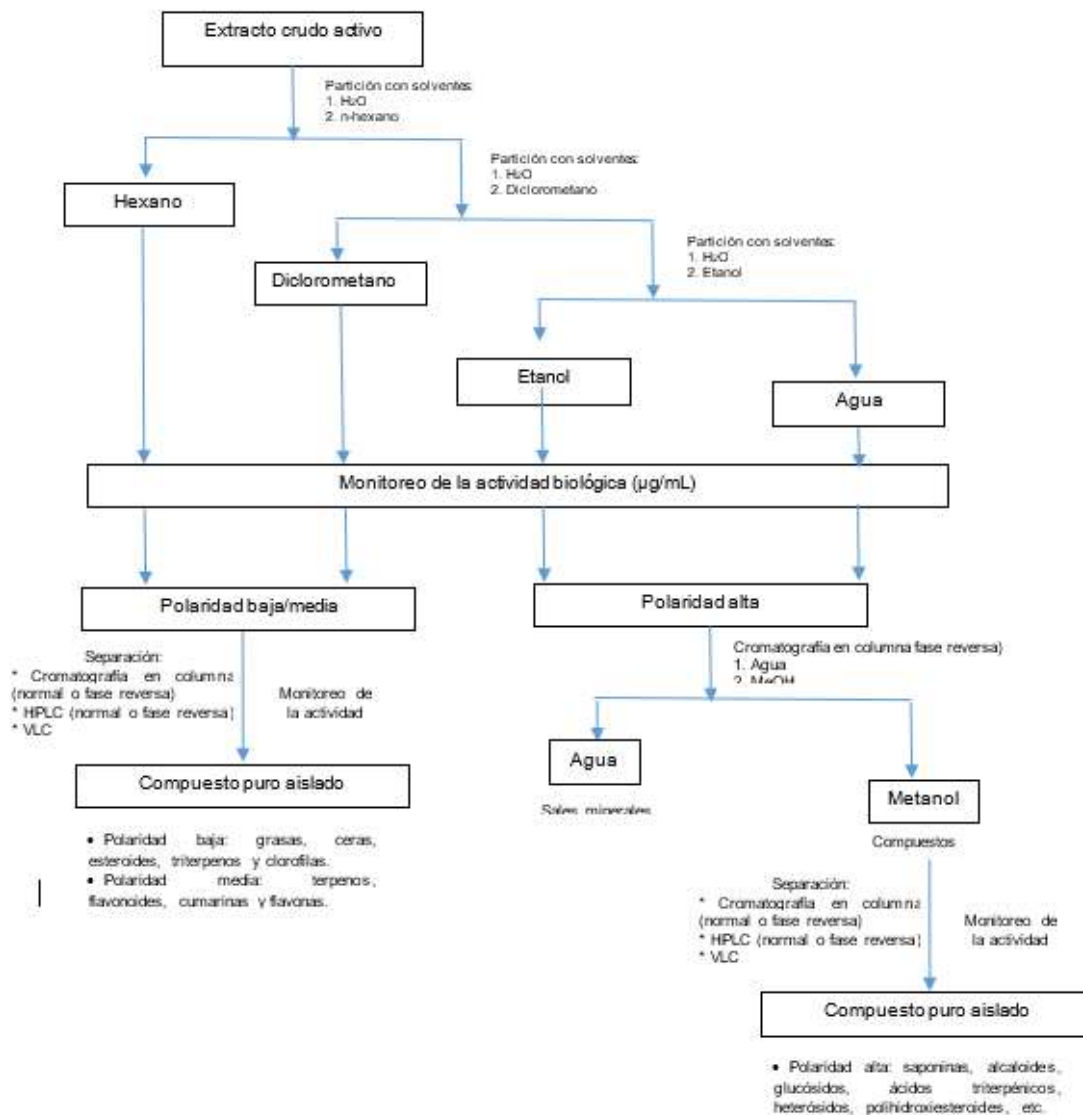 Extracto crudo activo
Partición con solventes:
1. H₂O
2. n-hexano
Partición con solventes:
1. H₂O
2. Diclorometano
Hexano
Partición con solventes:
1. H₂O
2. Etanol
Diclorometano
Etanol
Agua
Monitoreo de la actividad biológica (µg/mL)
Polaridad baja/media
Polaridad alta
Separación:
* Cromatografía en columna
(normal o fase reversa)
* HPLC (normal o fase reversa)
* VLC
Monitoreo de
la actividad
Cromatografía en columna fase reversa)
1. Agua
2. MeOH
Agua
Sales minerales
Metanol
Compuestos
Compuesto puro aislado
• Polaridad baja: grasas, ceras,
esteroides, triterpenos y clorofilas.
• Polaridad media: terpenos,
flavonoides, cumarinas y flavonas.
Separación:
* Cromatografía en columna
(normal o fase reversa)
* HPLC (normal o fase reversa)
* VLC
Monitoreo de
la actividad
Compuesto puro aislado
• Polaridad alta: saponinas, alcaloides,
glucósidos, ácidos triterpénicos,
heterósidos, polihidroxiesteroides, etc.